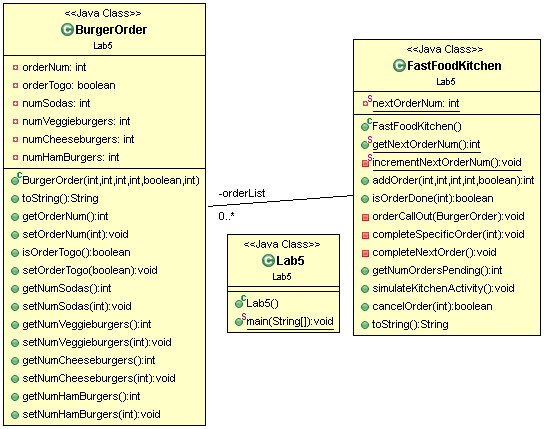 <<Java Class>>
BurgerOrder
Lab5
orderNum: int
orderTogo: boolean
numSodas: int
numVeggieburgers: int
numCheeseburgers: int
numHamBurgers: int
BurgerOrder(int,int,int,int,boolean,int)
toString():String
getOrderNum():int
setOrderNum(int):void
isOrderTogo():boolean
setOrderTogo(boolean):void
getNumSodas():int
setNumSodas(int):void
getNumVeggieburgers():int
setNumVeggieburgers(int):void
getNumCheeseburgers():int
setNumCheeseburgers(int):void
getNumHamBurgers():int
setNumHamBurgers(int):void
-orderList
0..*
<<Java Class>>
Lab5
Lab5
Lab5()
main(String[]):void
<<Java Class>>
FastFoodKitchen
Lab5
nextOrderNum: int
FastFoodKitchen()
getNextOrderNum():int
incrementNextOrderNum():void
addOrder(int,int,int,int,boolean):int
isOrderDone(int):boolean
orderCallOut(BurgerOrder):void
completeSpecificOrder(int):void
completeNextOrder():void
getNumOrdersPending():int
simulateKitchenActivity():void
cancelOrder(int):boolean
toString():String